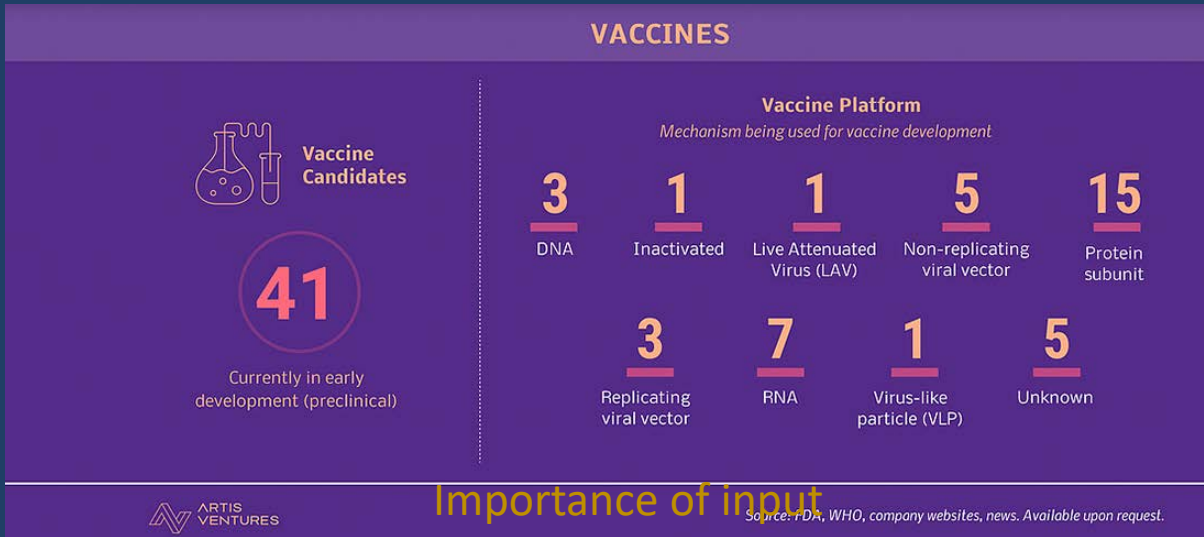 VACCINES
Vaccine
Candidates
41
Currently in early
development (preclinical)
Vaccine Platform
Mechanism being used for vaccine development
3
DNA
1
Inactivated
1
Live Attenuated
Virus (LAV)
5
Non-replicating
viral vector
15
Protein
subunit
3
Replicating
viral vector
7
RNA
1
Virus-like
particle (VLP)
5
Unknown
ARTIS
VENTURES
Importance of input
Source: FDA, WHO, company websites, news. Available upon request.